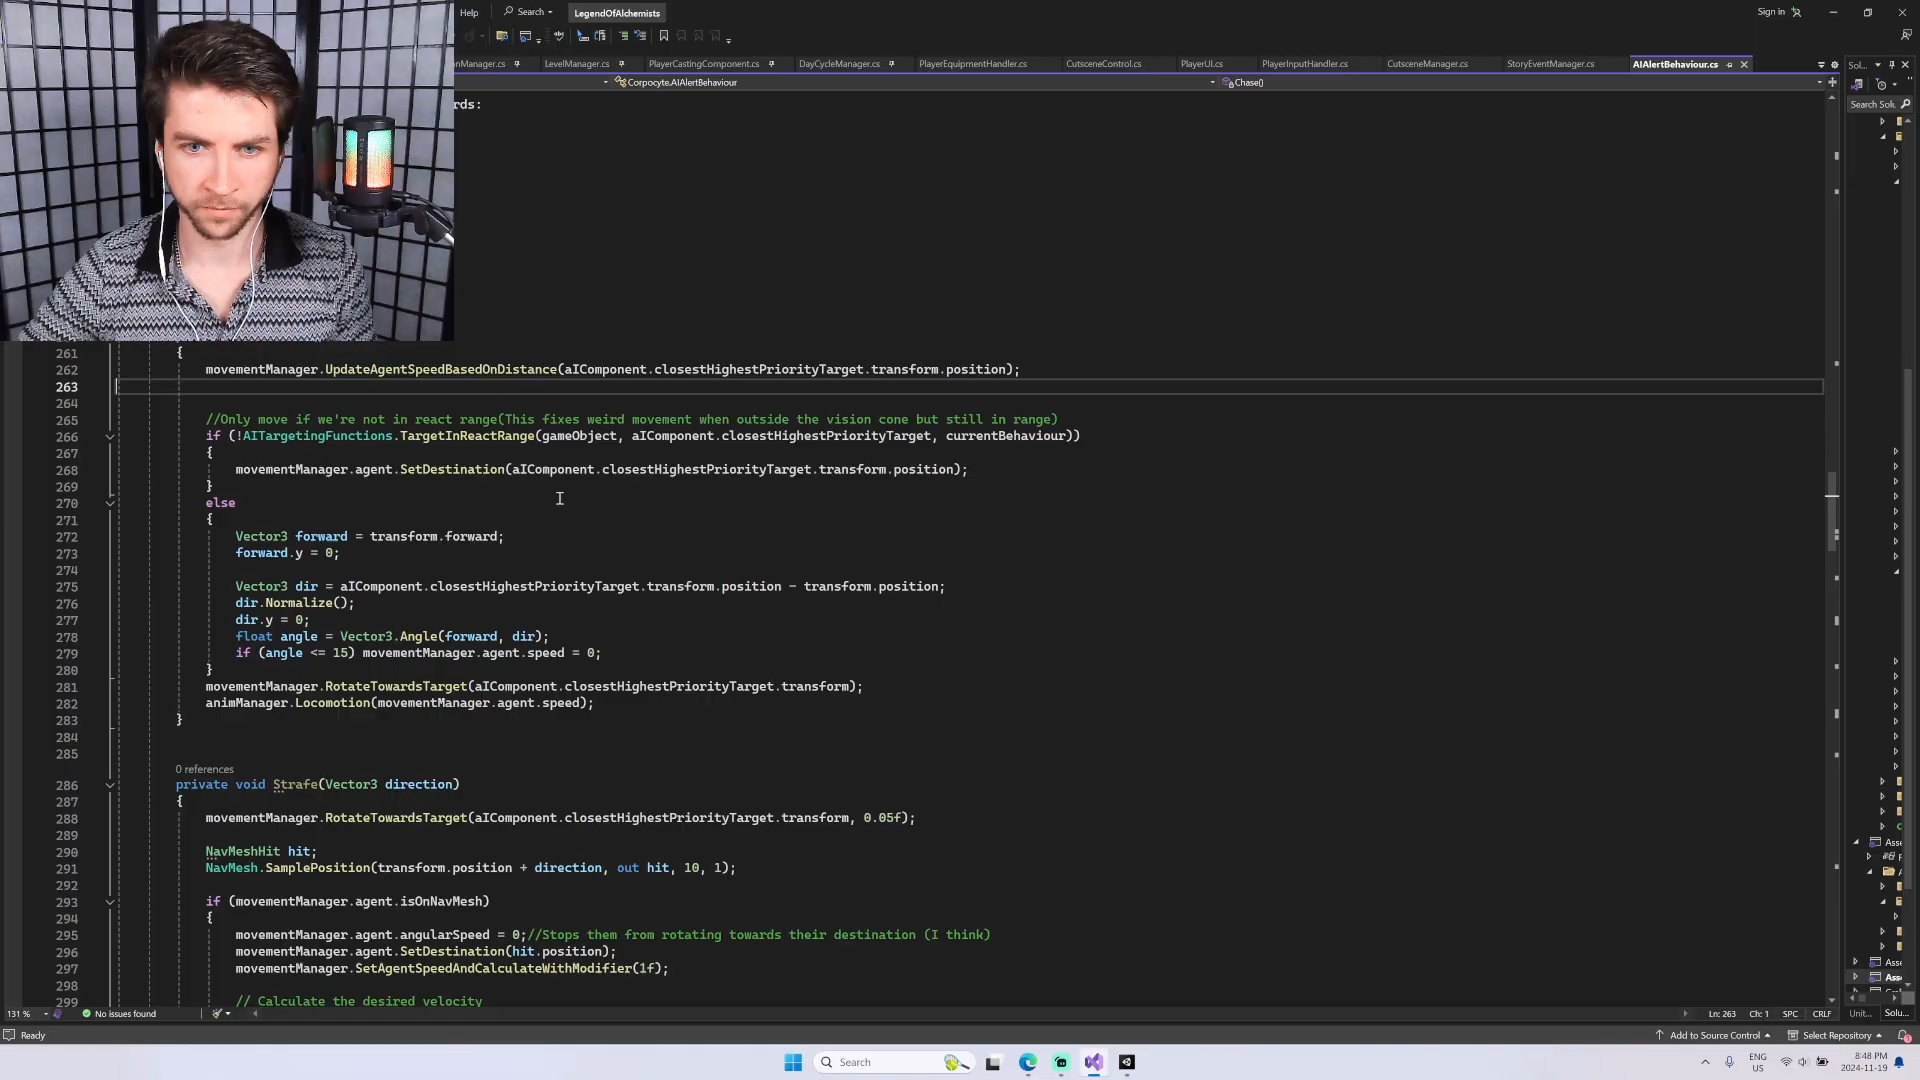 Help Search LegendOfAlchemists Sign in
nManager.cs LevelManager.cs PlayerCastingComponent.cs DayCycleManager.cs PlayerEquipmentHandler.cs CutsceneControl.cs PlayerUI.cs PlayerInputHandler.cs CutsceneManager.cs StoryEventManager.cs AIAlertBehaviour.cs Sol...
Corpocyte.AIAlertBehaviour Chase()
rds: Search Solu
261 {
262 movementManager.UpdateAgentSpeedBasedOnDistance(aIComponent.closestHighestPriorityTarget.transform.position);
263
264
265 //Only move if we're not in react range(This fixes weird movement when outside the vision cone but still in range)
266 if (!AITargetingFunctions.TargetInReactRange(gameObject, aIComponent.closestHighestPriorityTarget, currentBehaviour))
267 {
268 movementManager.agent.SetDestination(aIComponent.closestHighestPriorityTarget.transform.position);
269 }
270 else
271 {
272 Vector3 forward = transform.forward;
273 forward.y = 0;
274
275 Vector3 dir = aIComponent.closestHighestPriorityTarget.transform.position - transform.position;
276 dir.Normalize();
277 dir.y = 0;
278 float angle = Vector3.Angle(forward, dir);
279 if (angle <= 15) movementManager.agent.speed = 0;
280 }
281 movementManager.RotateTowardsTarget(aIComponent.closestHighestPriorityTarget.transform);
282 animManager.Locomotion(movementManager.agent.speed);
283 }
284
285
0 references
286 private void Strafe(Vector3 direction)
287 {
288 movementManager.RotateTowardsTarget(aIComponent.closestHighestPriorityTarget.transform, 0.05f);
289
290 NavMeshHit hit;
291 NavMesh.SamplePosition(transform.position + direction, out hit, 10, 1);
292
293 if (movementManager.agent.isOnNavMesh)
294 {
295 movementManager.agent.angularSpeed = 0;//Stops them from rotating towards their destination (I think)
296 movementManager.agent.SetDestination(hit.position);
297 movementManager.SetAgentSpeedAndCalculateWithModifier(1f);
298
299 // Calculate the desired velocity
Asse
Asse
Asse
131 % No issues found Ln: 263 Ch: 1 SPC CRLF Unit... Solu...
Ready Add to Source Control Select Repository
Search ENG US 8:48 PM 2024-11-19